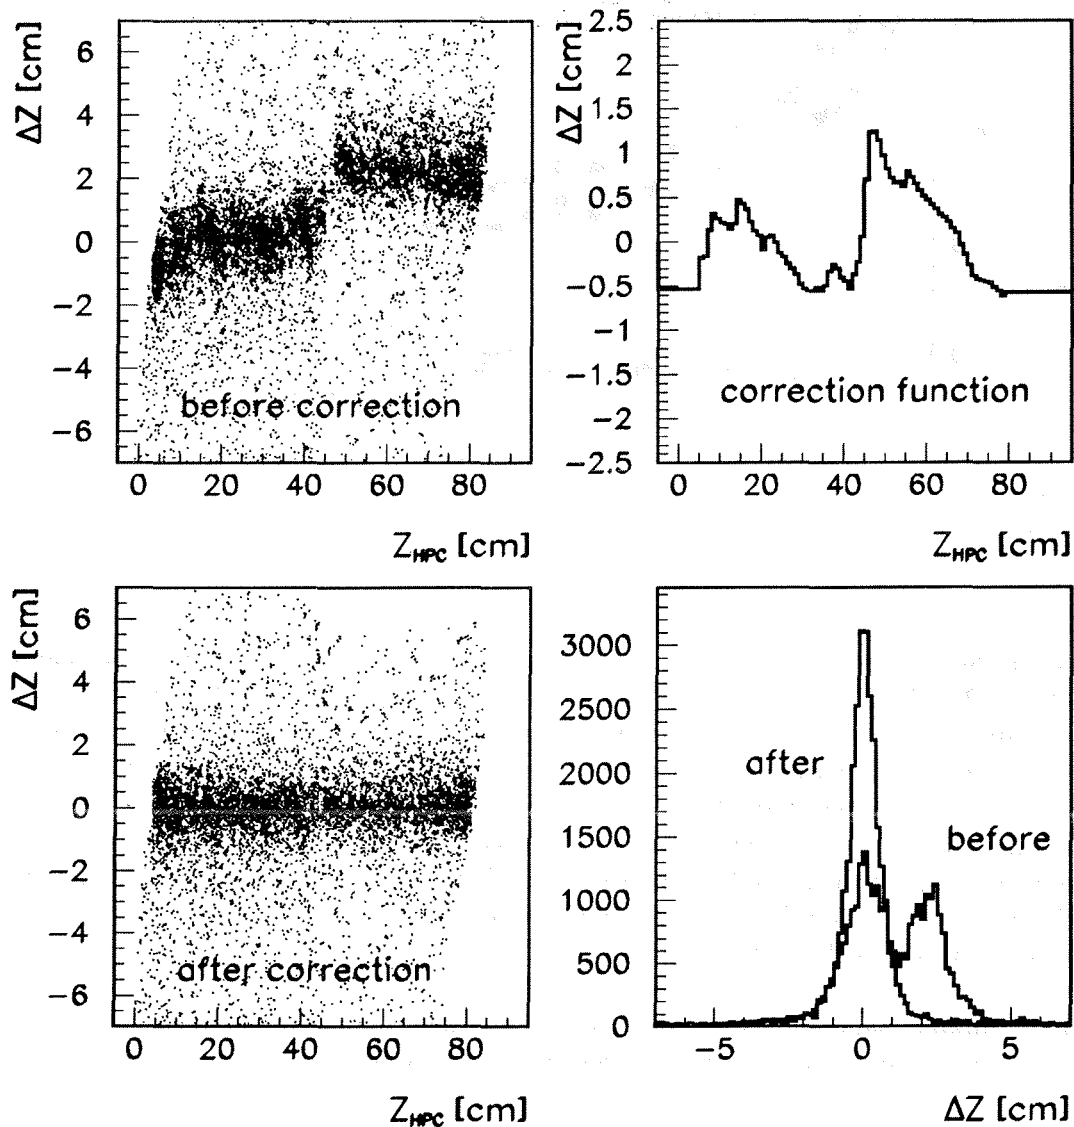 ΔZ [cm]
6
4
2
0
−2
−4
−6
before correction
0 20 40 60 80
Z_HPC [cm]
ΔZ [cm]
2.5
2
1.5
1
0.5
0
−0.5
−1
−1.5
−2
−2.5
correction function
0 20 40 60 80
Z_HPC [cm]
ΔZ [cm]
6
4
2
0
−2
−4
−6
after correction
0 20 40 60 80
Z_HPC [cm]
3000
2500
2000
1500
1000
500
0
after
before
−5 0 5
ΔZ [cm]